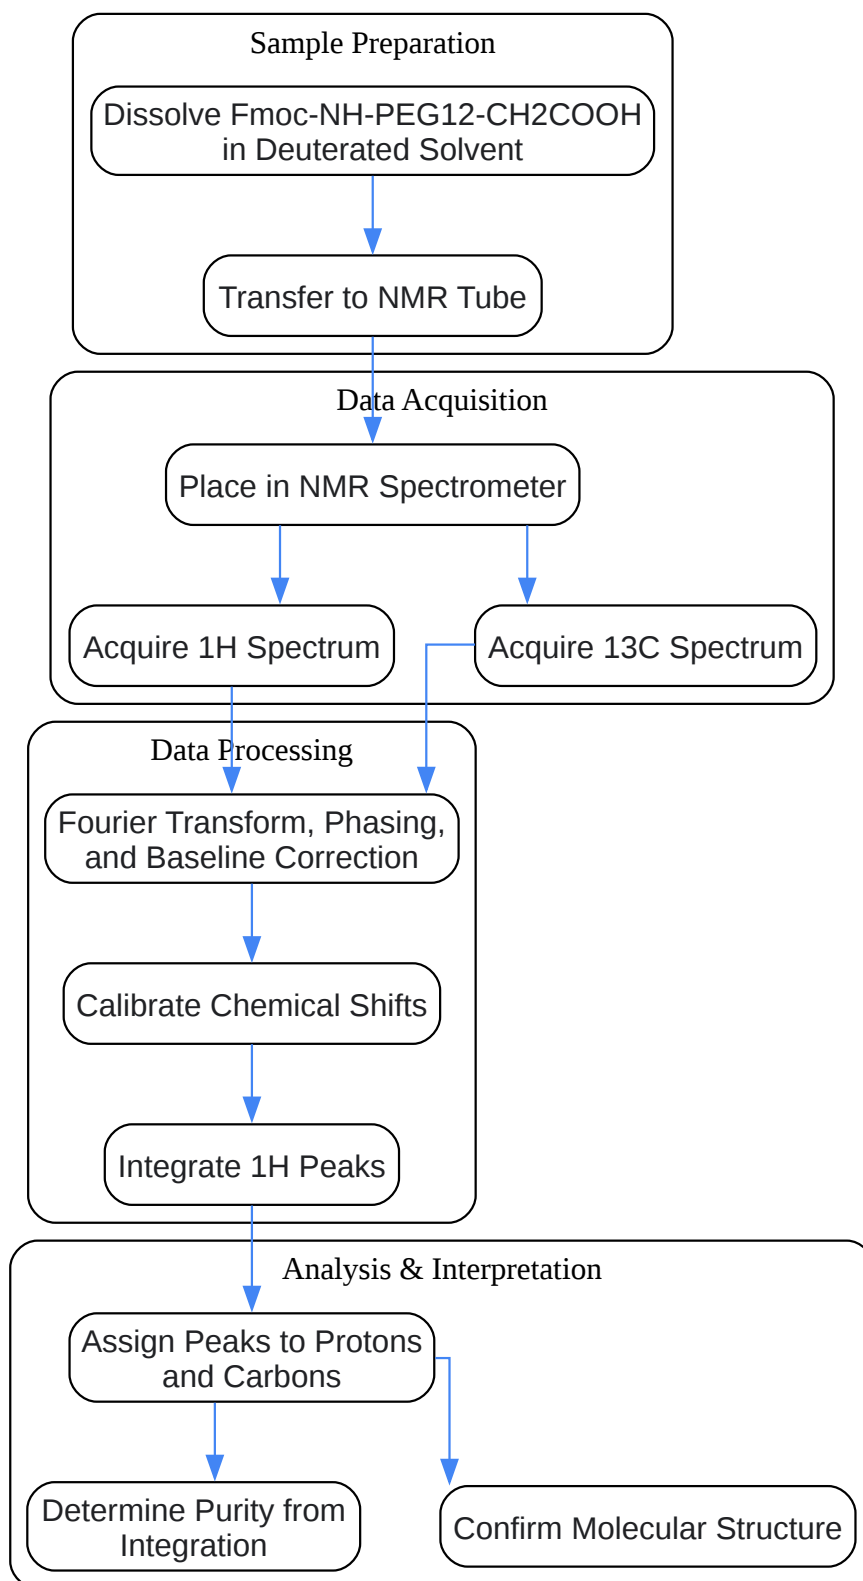 Sample Preparation
Dissolve Fmoc-NH-PEG12-CH2COOH
in Deuterated Solvent
Transfer to NMR Tube
Data Acquisition
Place in NMR Spectrometer
Acquire 1H Spectrum
Acquire 13C Spectrum
Data Processing
Fourier Transform, Phasing,
and Baseline Correction
Calibrate Chemical Shifts
Integrate 1H Peaks
Analysis & Interpretation
Assign Peaks to Protons
and Carbons
Determine Purity from
Integration
Confirm Molecular Structure